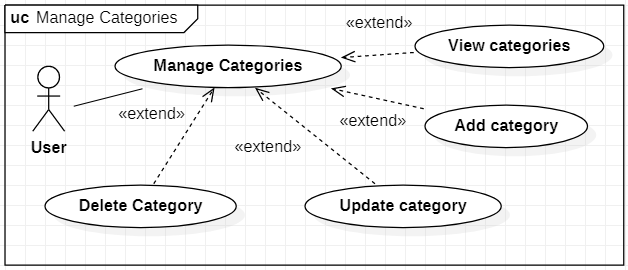 uc Manage Categories
«extend»
View categories
Manage Categories
«extend»
«extend»
Add category
User
«extend»
Delete Category
Update category